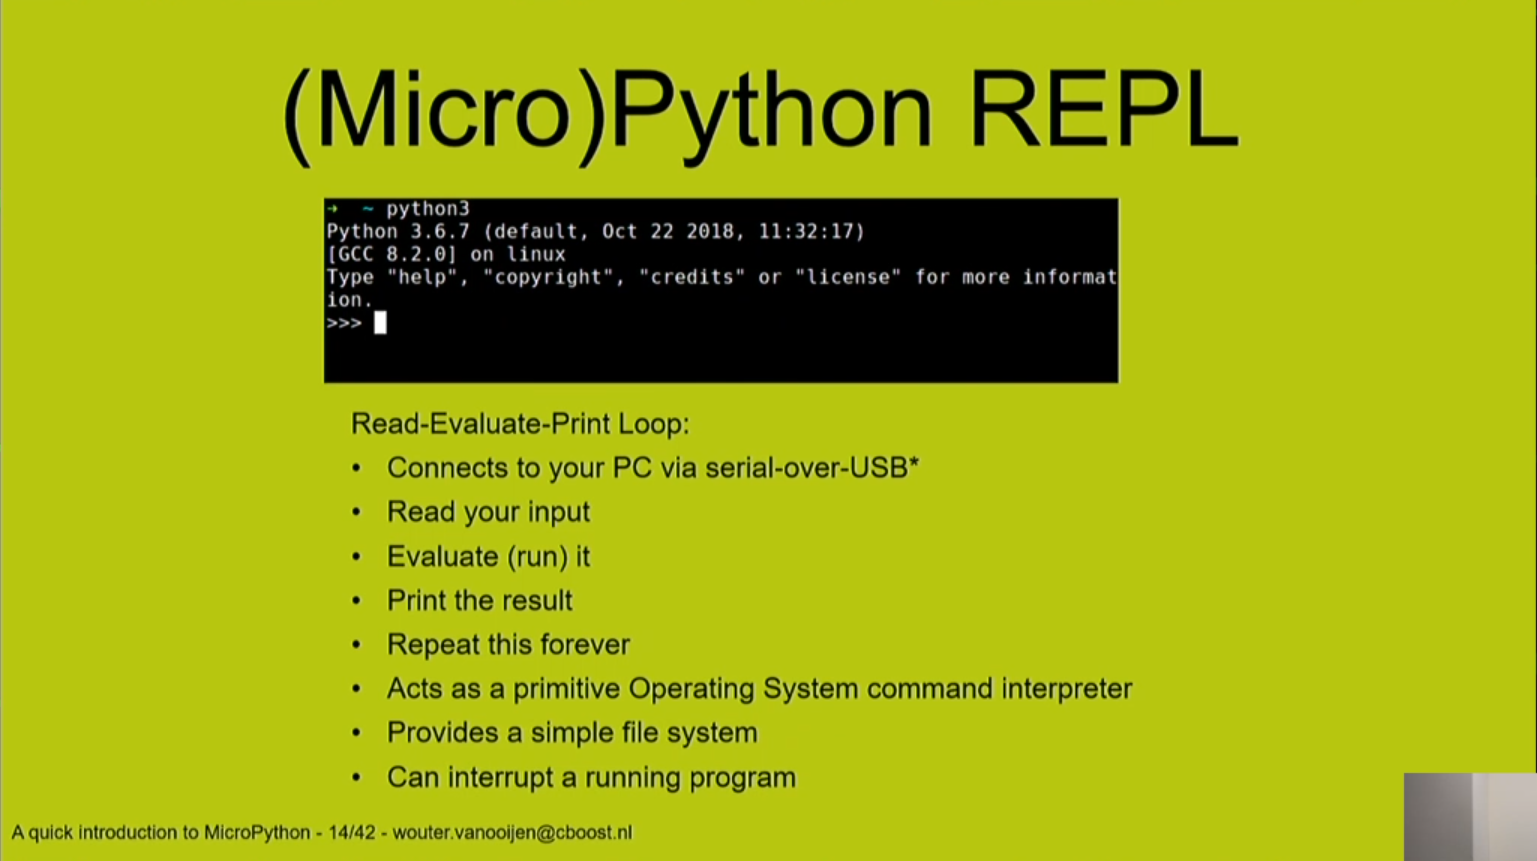 (Micro)Python REPL
→ ~ python3
Python 3.6.7 (default, Oct 22 2018, 11:32:17)
[GCC 8.2.0] on linux
Type "help", "copyright", "credits" or "license" for more informat
ion.
>>>
Read-Evaluate-Print Loop:
• Connects to your PC via serial-over-USB*
• Read your input
• Evaluate (run) it
• Print the result
• Repeat this forever
• Acts as a primitive Operating System command interpreter
• Provides a simple file system
• Can interrupt a running program
A quick introduction to MicroPython - 14/42 - wouter.vanooijen@cboost.nl